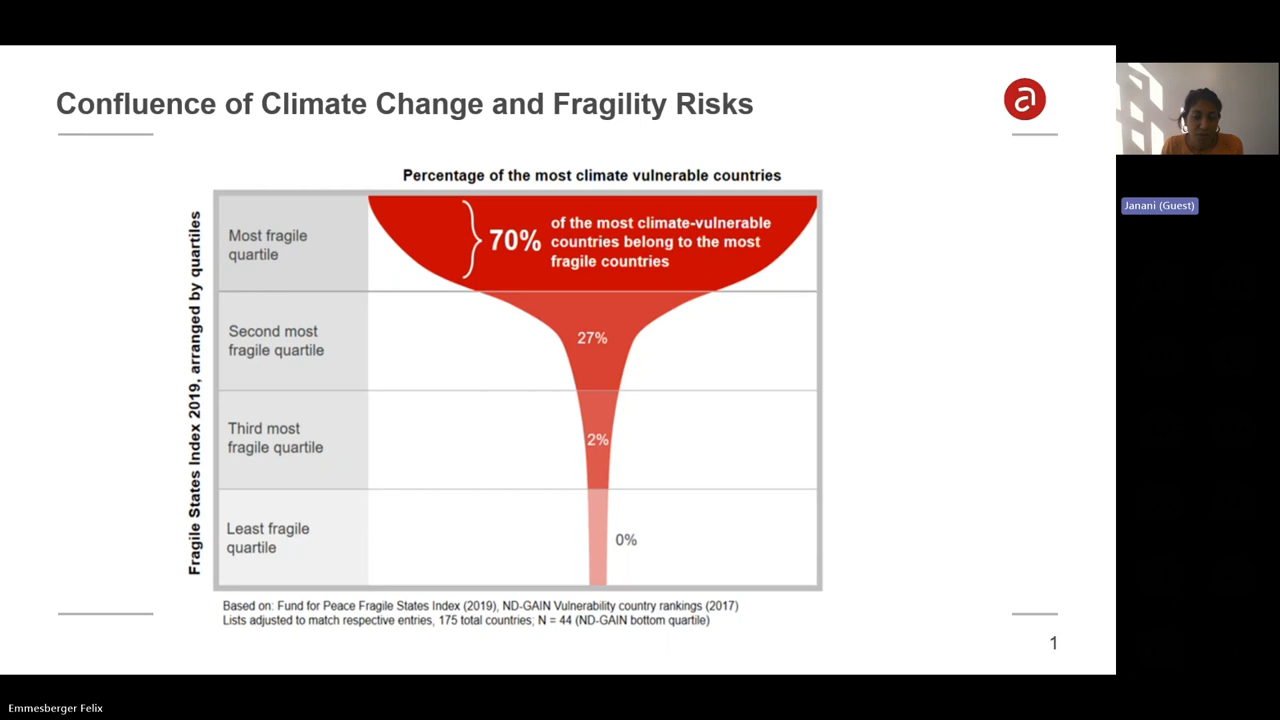 Confluence of Climate Change and Fragility Risks
a
Percentage of the most climate vulnerable countries
Fragile States Index 2019, arranged by quartiles
Most fragile
quartile
70%
of the most climate-vulnerable
countries belong to the most
fragile countries
Second most
fragile quartile
27%
Third most
fragile quartile
2%
Least fragile
quartile
0%
Based on: Fund for Peace Fragile States Index (2019), ND-GAIN Vulnerability country rankings (2017)
Lists adjusted to match respective entries, 175 total countries; N = 44 (ND-GAIN bottom quartile)
1
Janani (Guest)
Emmesberger Felix